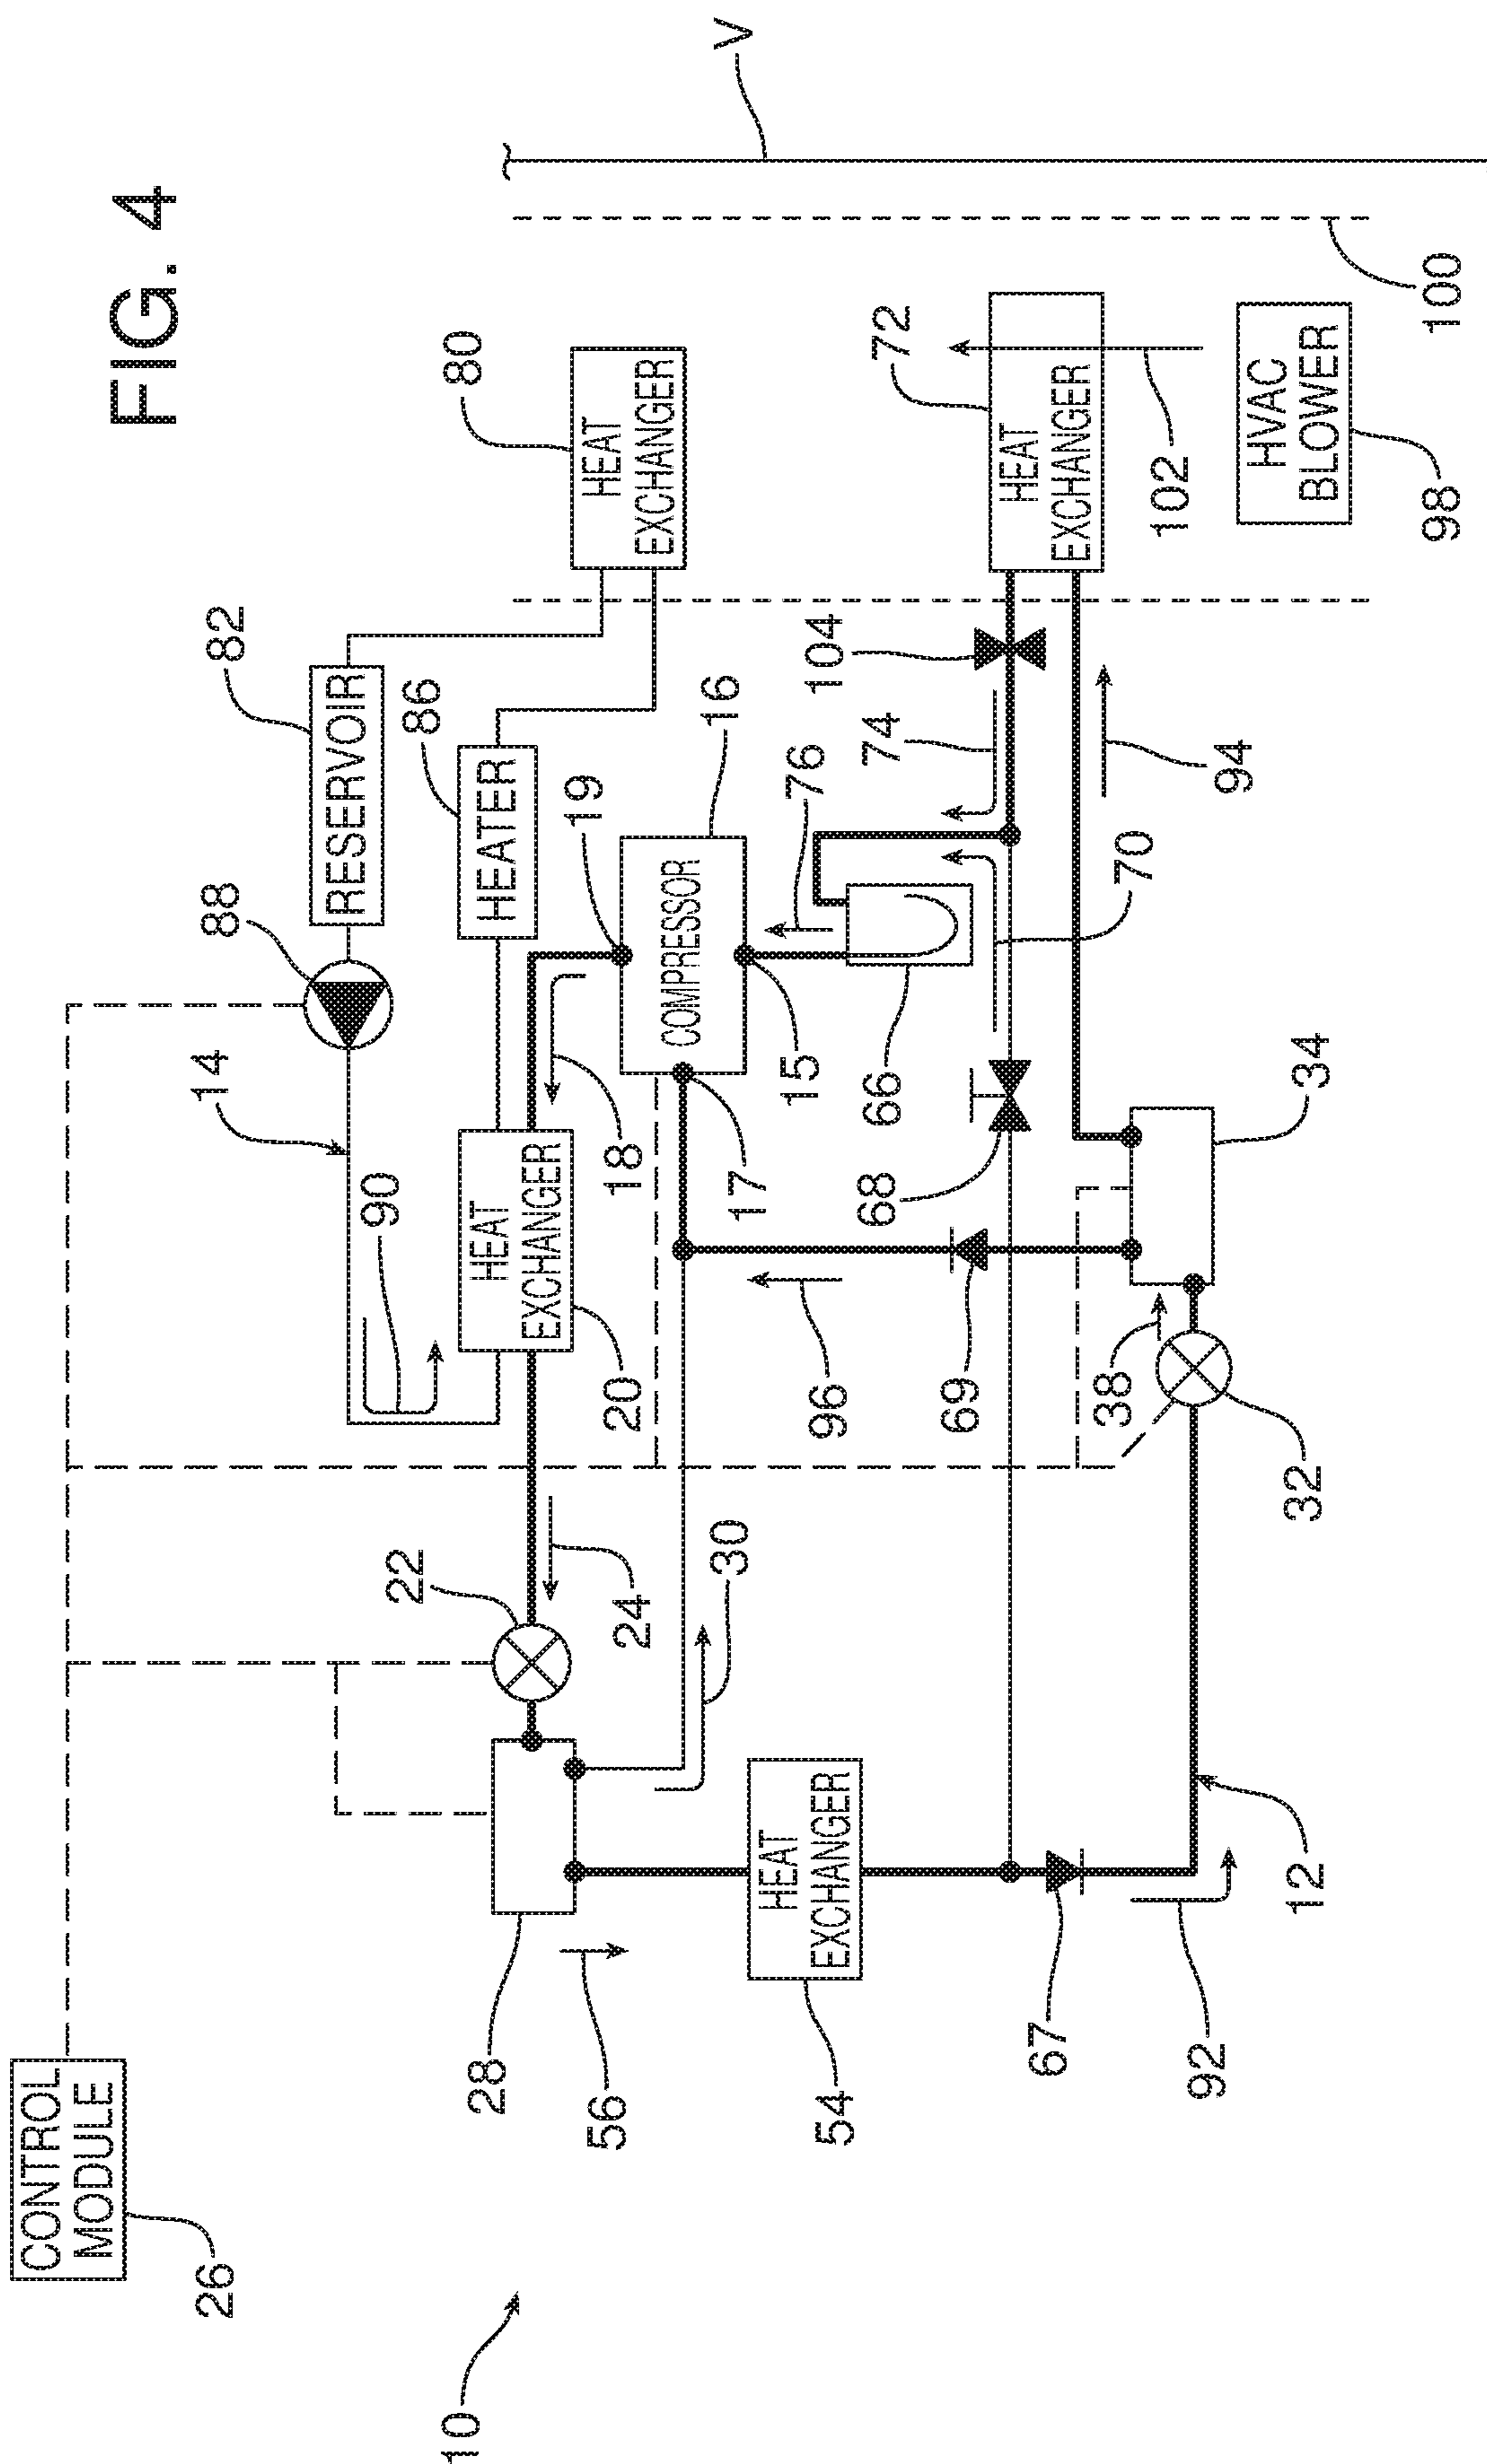 FIG. 4
CONTROL
MODULE
26
10
14
88
82
RESERVOIR
80
HEAT
EXCHANGER
86
HEATER
90
HEAT
EXCHANGER
20
18
19
16
COMPRESSOR
17
15
22
24
28
30
56
HEAT
EXCHANGER
54
76
74
104
66
68
70
72
HEAT
EXCHANGER
102
HVAC
BLOWER
98
100
V
96
69
94
34
38
32
67
92
12